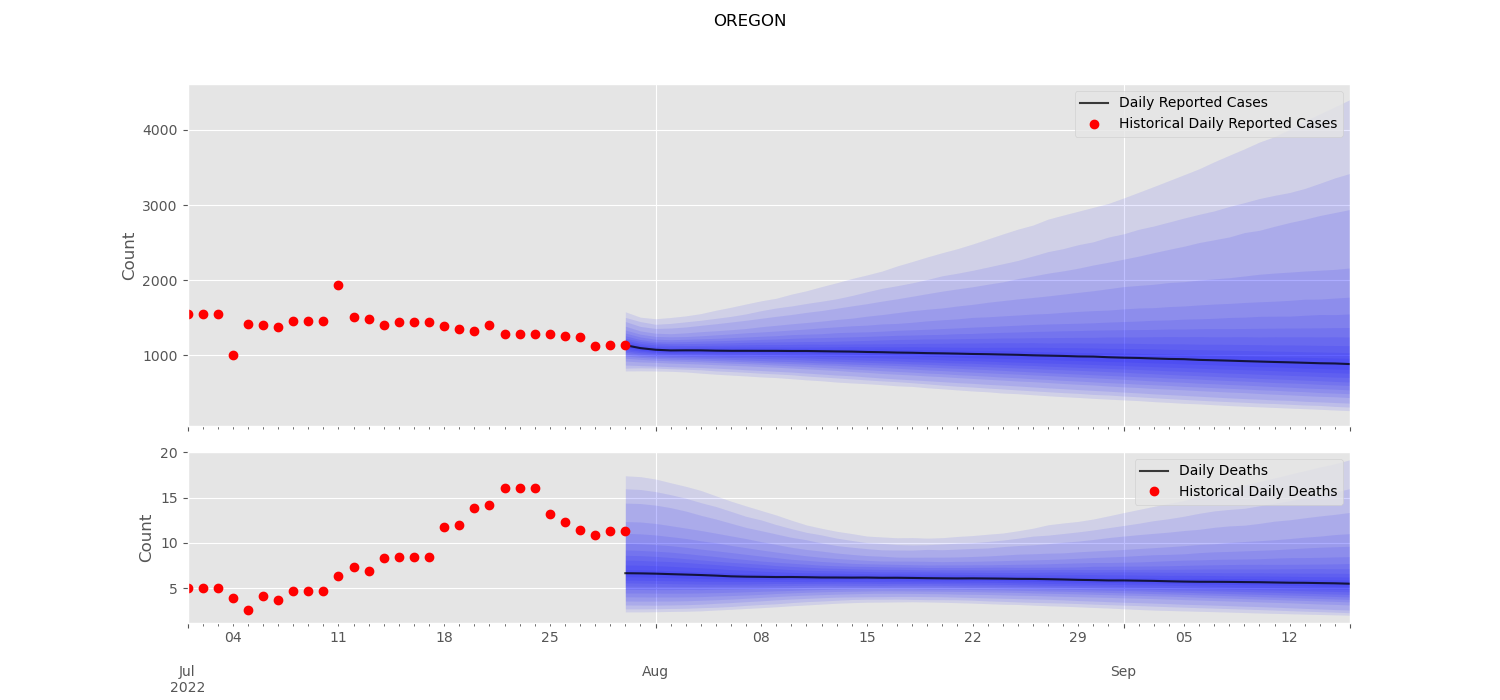 OREGON
Daily Reported Cases
Historical Daily Reported Cases
4000
3000
2000
1000
Count
Daily Deaths
Historical Daily Deaths
20
15
10
5
Count
04 11 18 25 08 15 22 29 05 12
Jul Aug Sep
2022